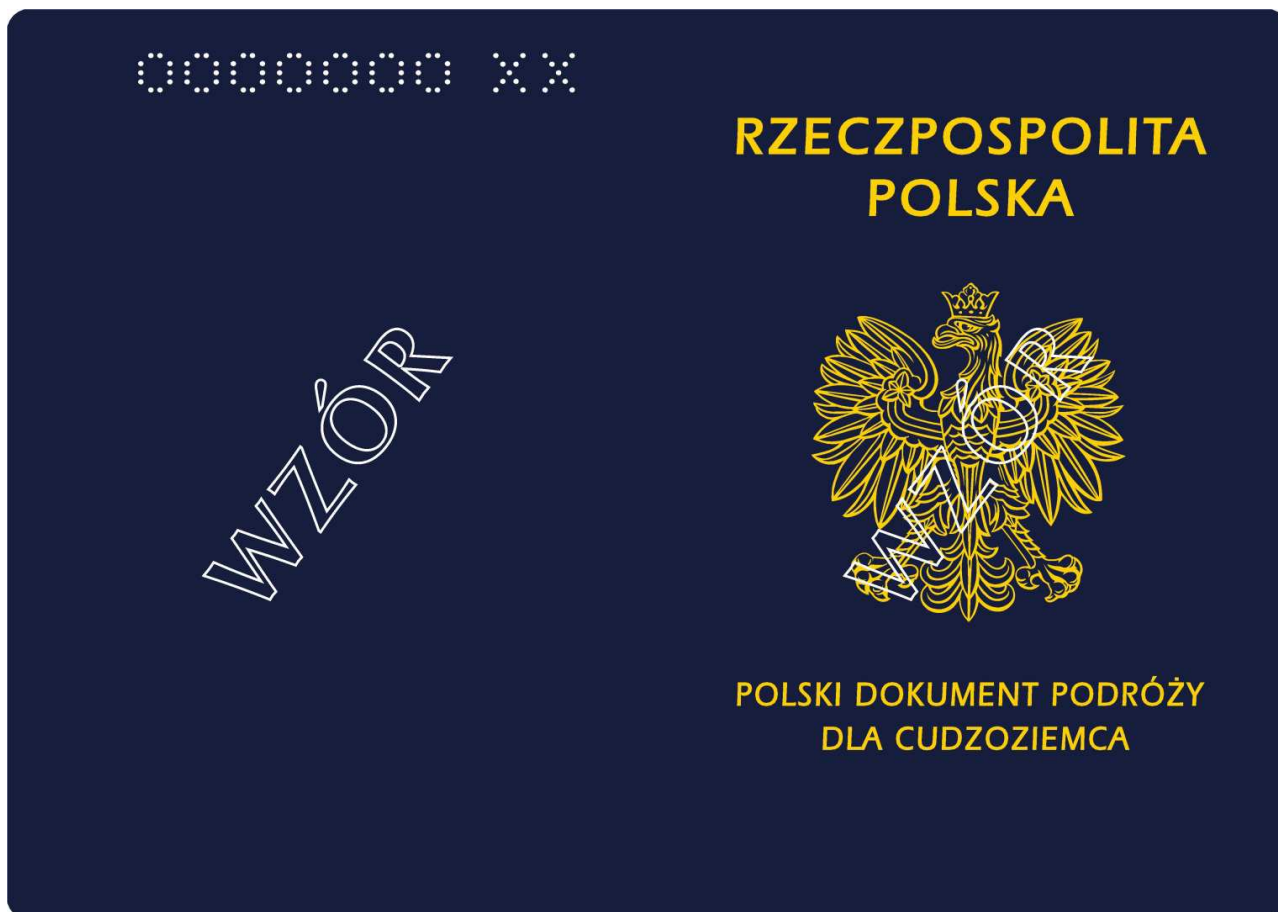 0000000 XX
WZÓR
RZECZPOSPOLITA
POLSKA
WZÓR
POLSKI DOKUMENT PODRÓŻY
DLA CUDZOZIEMCA